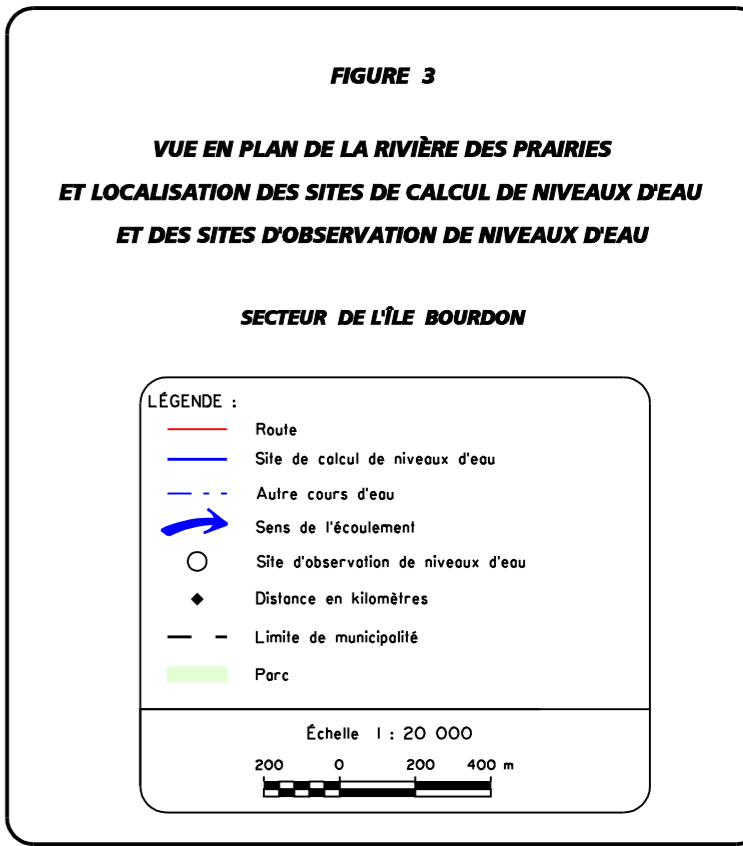 FIGURE 3
VUE EN PLAN DE LA RIVIÈRE DES PRAIRIES
ET LOCALISATION DES SITES DE CALCUL DE NIVEAUX D'EAU
ET DES SITES D'OBSERVATION DE NIVEAUX D'EAU
SECTEUR DE L'ÎLE BOURDON
LÉGENDE :
Route
Site de calcul de niveaux d'eau
Autre cours d'eau
Sens de l'écoulement
Site d'observation de niveaux d'eau
Distance en kilomètres
Limite de municipalité
Parc
Échelle 1 : 20 000
200 0 200 400 m